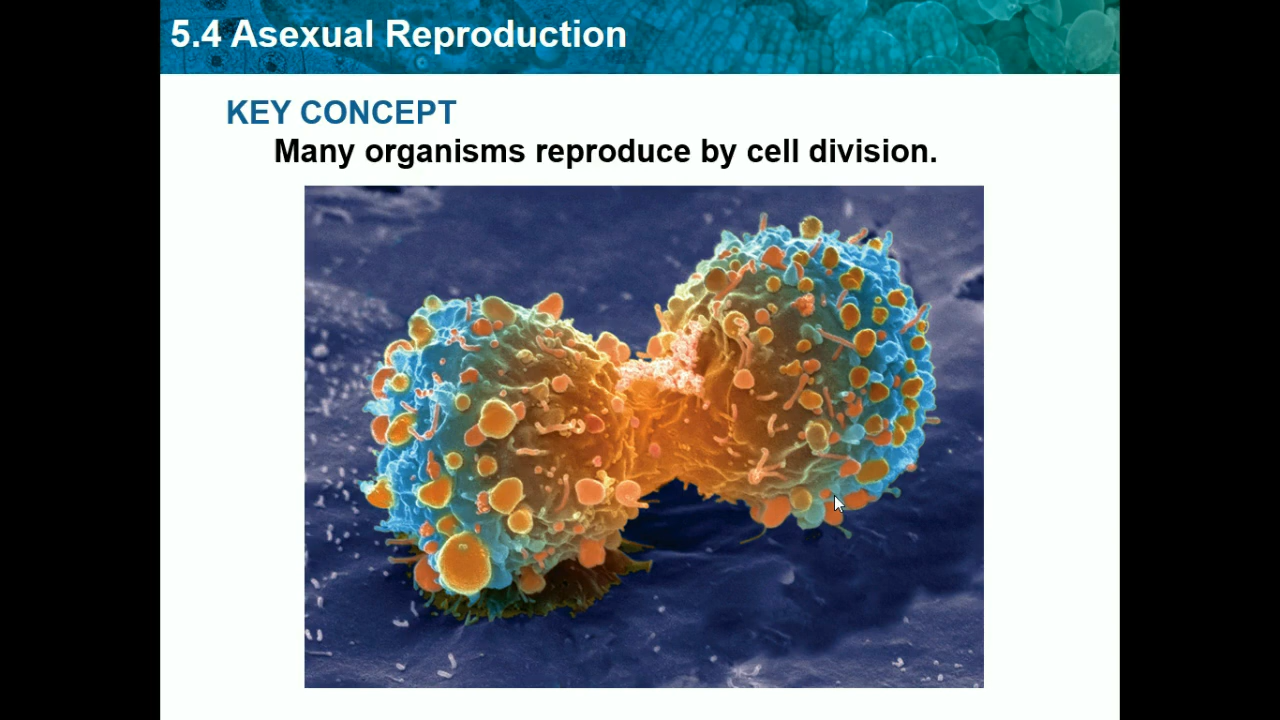 5.4 Asexual Reproduction
KEY CONCEPT
Many organisms reproduce by cell division.